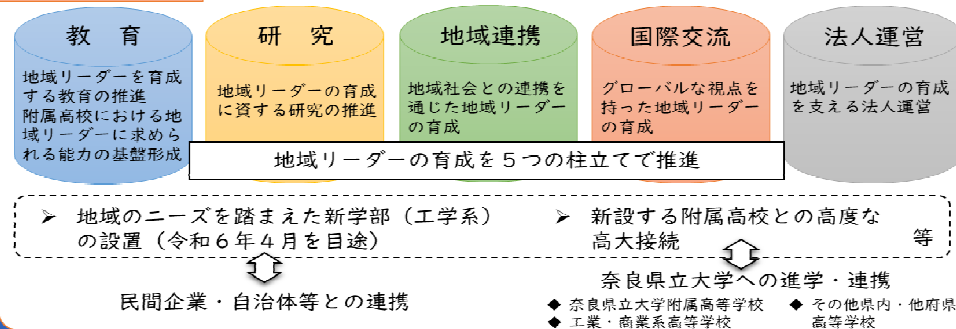 教 育
地域リーダーを育成
する教育の推進
附属高校における地
域リーダーに求めら
れる能力の基盤形成
研 究
地域リーダーの育成
に資する研究の推進
地域連携
地域社会との連携を
通じた地域リーダー
の育成
国際交流
グローバルな視点を
持った地域リーダー
の育成
法人運営
地域リーダーの育成
を支える法人運営
地域リーダーの育成を５つの柱立てで推進
➢ 地域のニーズを踏まえた新学部（工学系）
の設置（令和６年４月を目途）
➢ 新設する附属高校との高度な
高大接続
等
民間企業・自治体等との連携
奈良県立大学への進学・連携
◆ 奈良県立大学附属高等学校
◆ 工業・商業系高等学校
◆ その他県内・他府県
高等学校